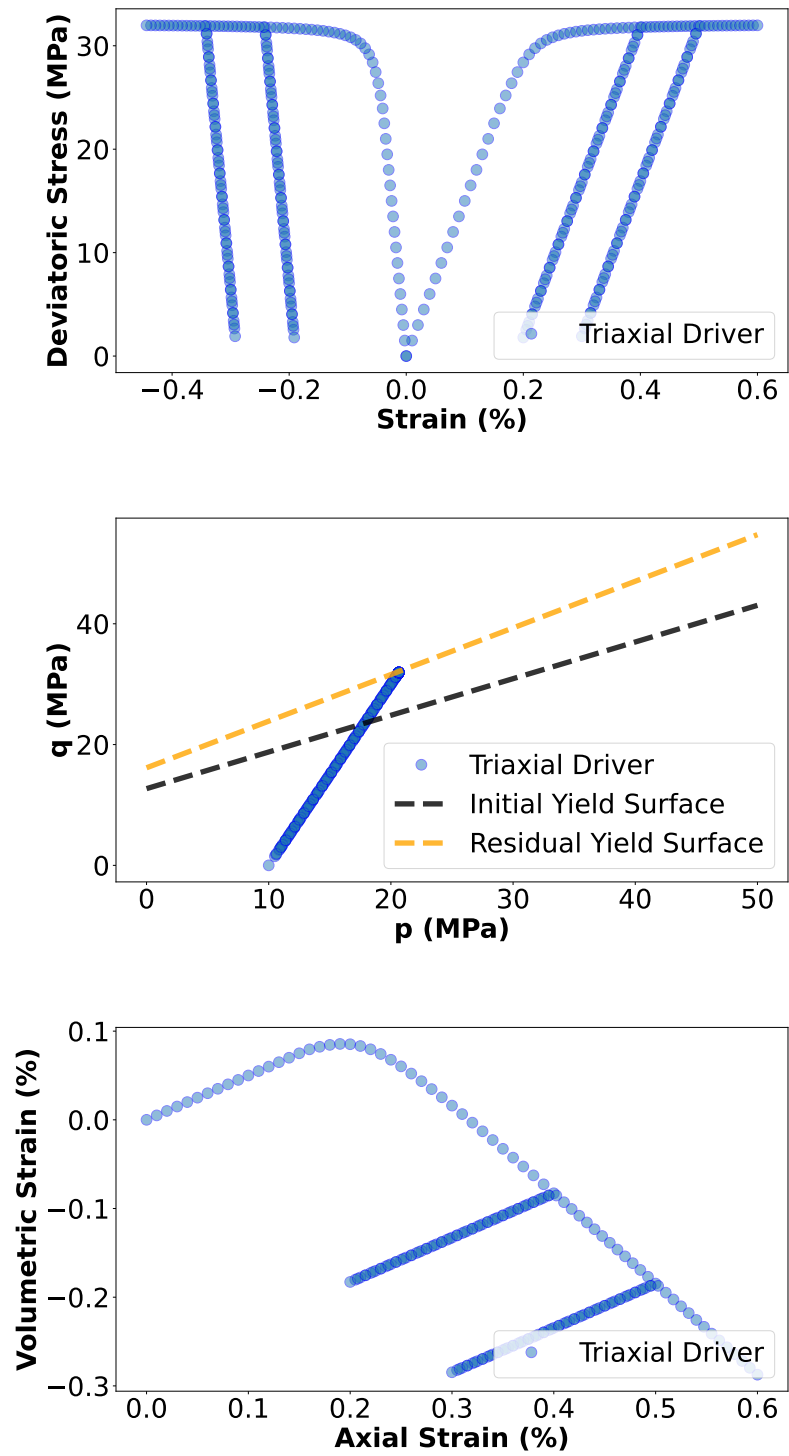 Deviatoric Stress (MPa)
30
20
10
0
Triaxial Driver
−0.4 −0.2 0.0 0.2 0.4 0.6
Strain (%)
q (MPa)
40
20
0
Triaxial Driver
Initial Yield Surface
Residual Yield Surface
0 10 20 30 40 50
p (MPa)
Volumetric Strain (%)
0.1
0.0
−0.1
−0.2
−0.3
Triaxial Driver
0.0 0.1 0.2 0.3 0.4 0.5 0.6
Axial Strain (%)